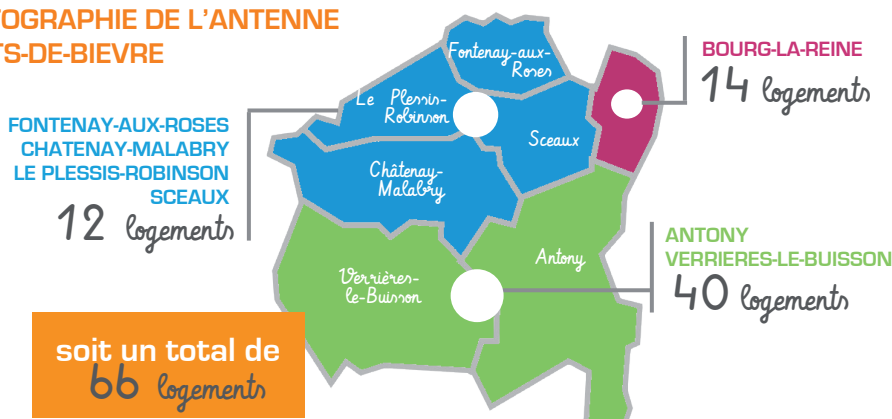 OGRAPHIE DE L'ANTENNE
TS-DE-BIEVRE
Fontenay-aux-
Roses
BOURG-LA-REINE
14 logements
Le Plessis-
Robinson
FONTENAY-AUX-ROSES
CHATENAY-MALABRY
LE PLESSIS-ROBINSON
SCEAUX
12 logements
Sceaux
Châtenay-
Malabry
ANTONY
VERRIERES-LE-BUISSON
40 logements
Antony
Verrières-
le-Buisson
soit un total de
66 logements